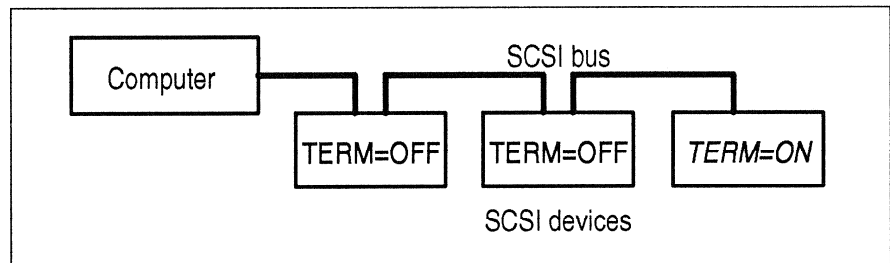 SCSI bus
Computer
TERM=OFF
TERM=OFF
TERM=ON
SCSI devices